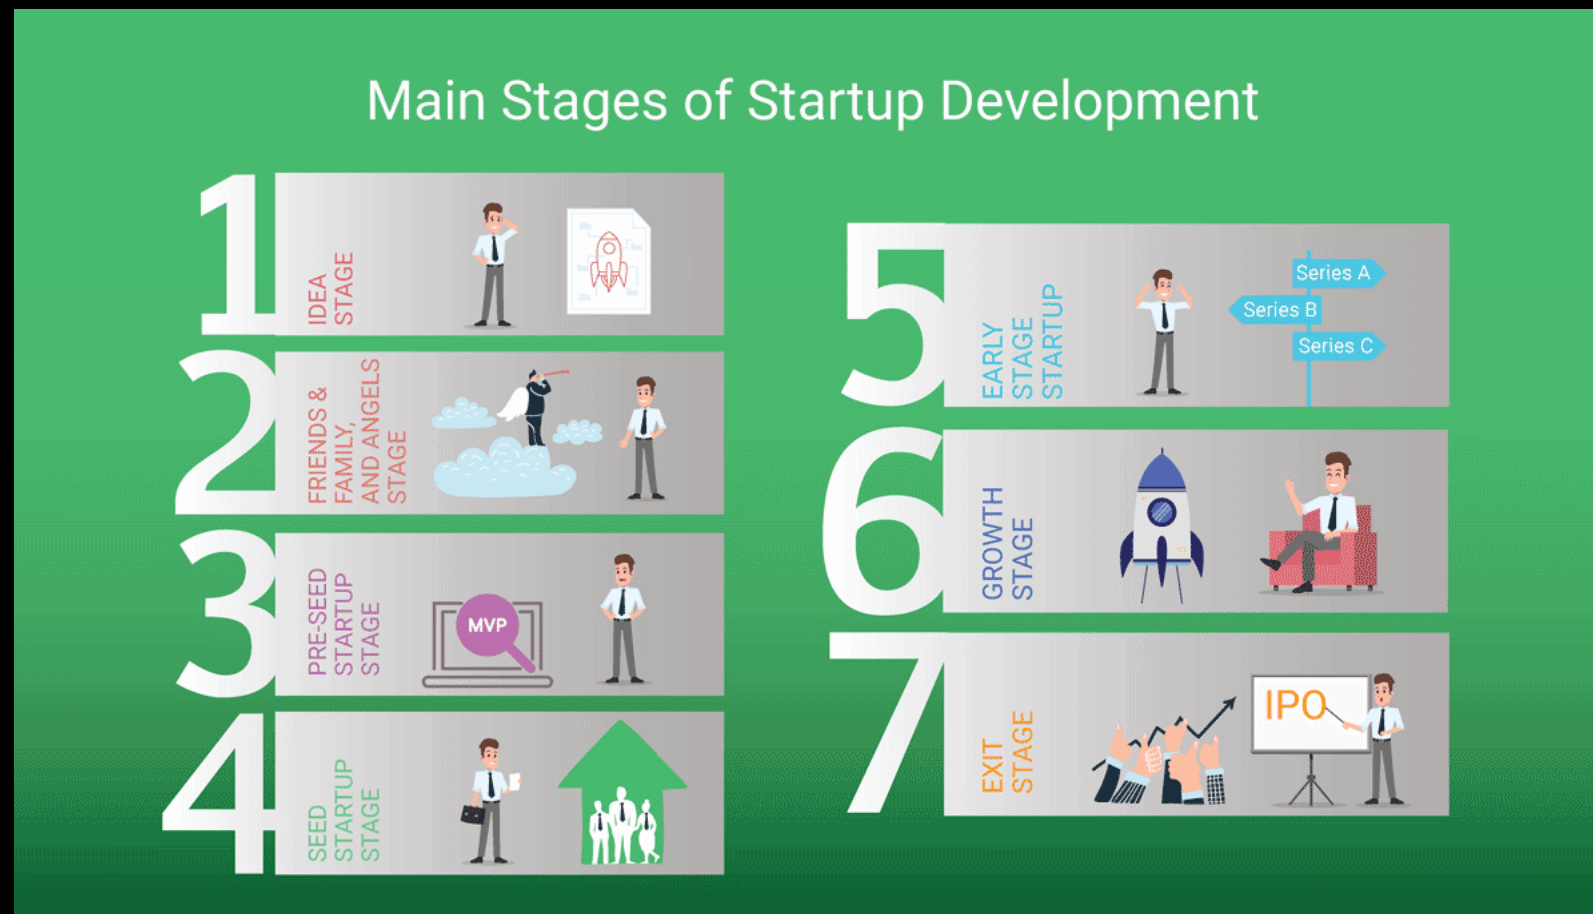 Main Stages of Startup Development
1
IDEA
STAGE
2
FRIENDS &
FAMILY,
AND ANGELS
STAGE
3
PRE-SEED
STARTUP
STAGE
MVP
4
SEED
STARTUP
STAGE
5
EARLY
STAGE
STARTUP
Series A
Series B
Series C
6
GROWTH
STAGE
7
EXIT
STAGE
IPO